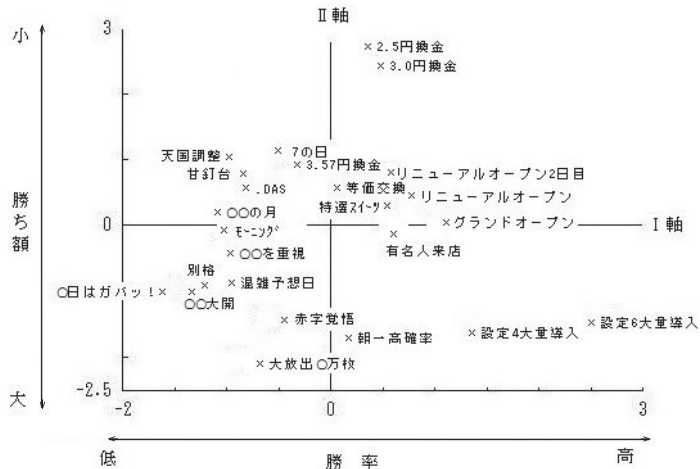 II軸
小
3
2.5円換金
3.0円換金
7の日
天国調整
3.57円換金
甘釘台
リニューアルオープン2日目
.DAS
等価交換
リニューアルオープン
特選スイーツ
○○の月
勝ち額
0
グランドオープン
I軸
モーニング
有名人来店
○○を重視
別格
混雑予想日
○日はガバッ!
○○大開
赤字覚悟
設定6大量導入
設定4大量導入
朝一高確率
大放出○万枚
大
-2.5
-2
0
3
低
勝率
高